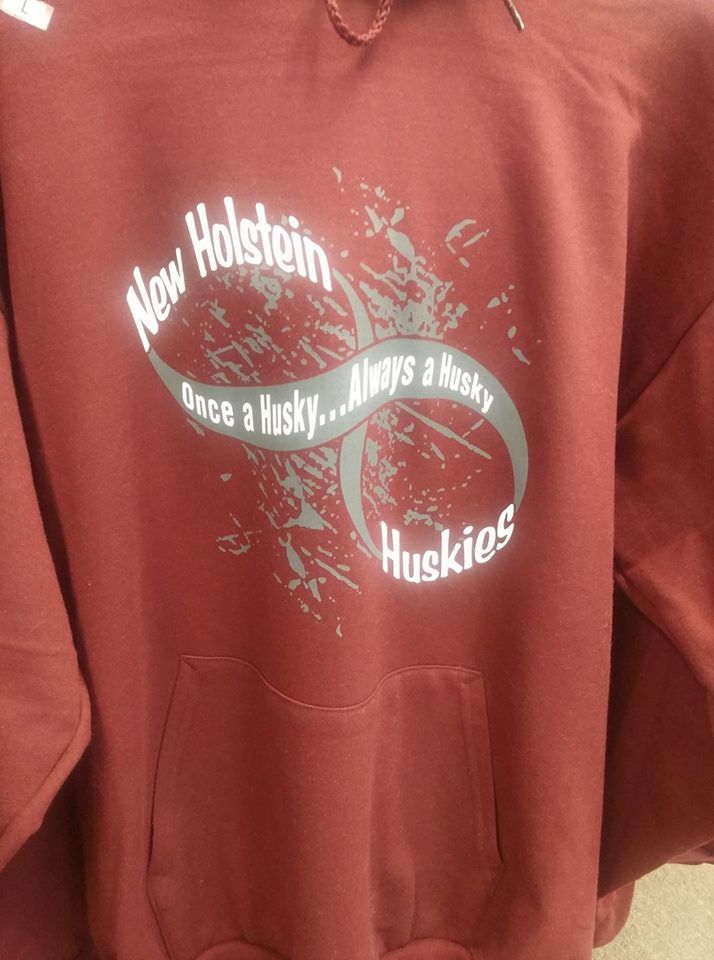 L
New Holstein
Once a Husky...Always a Husky
Huskies